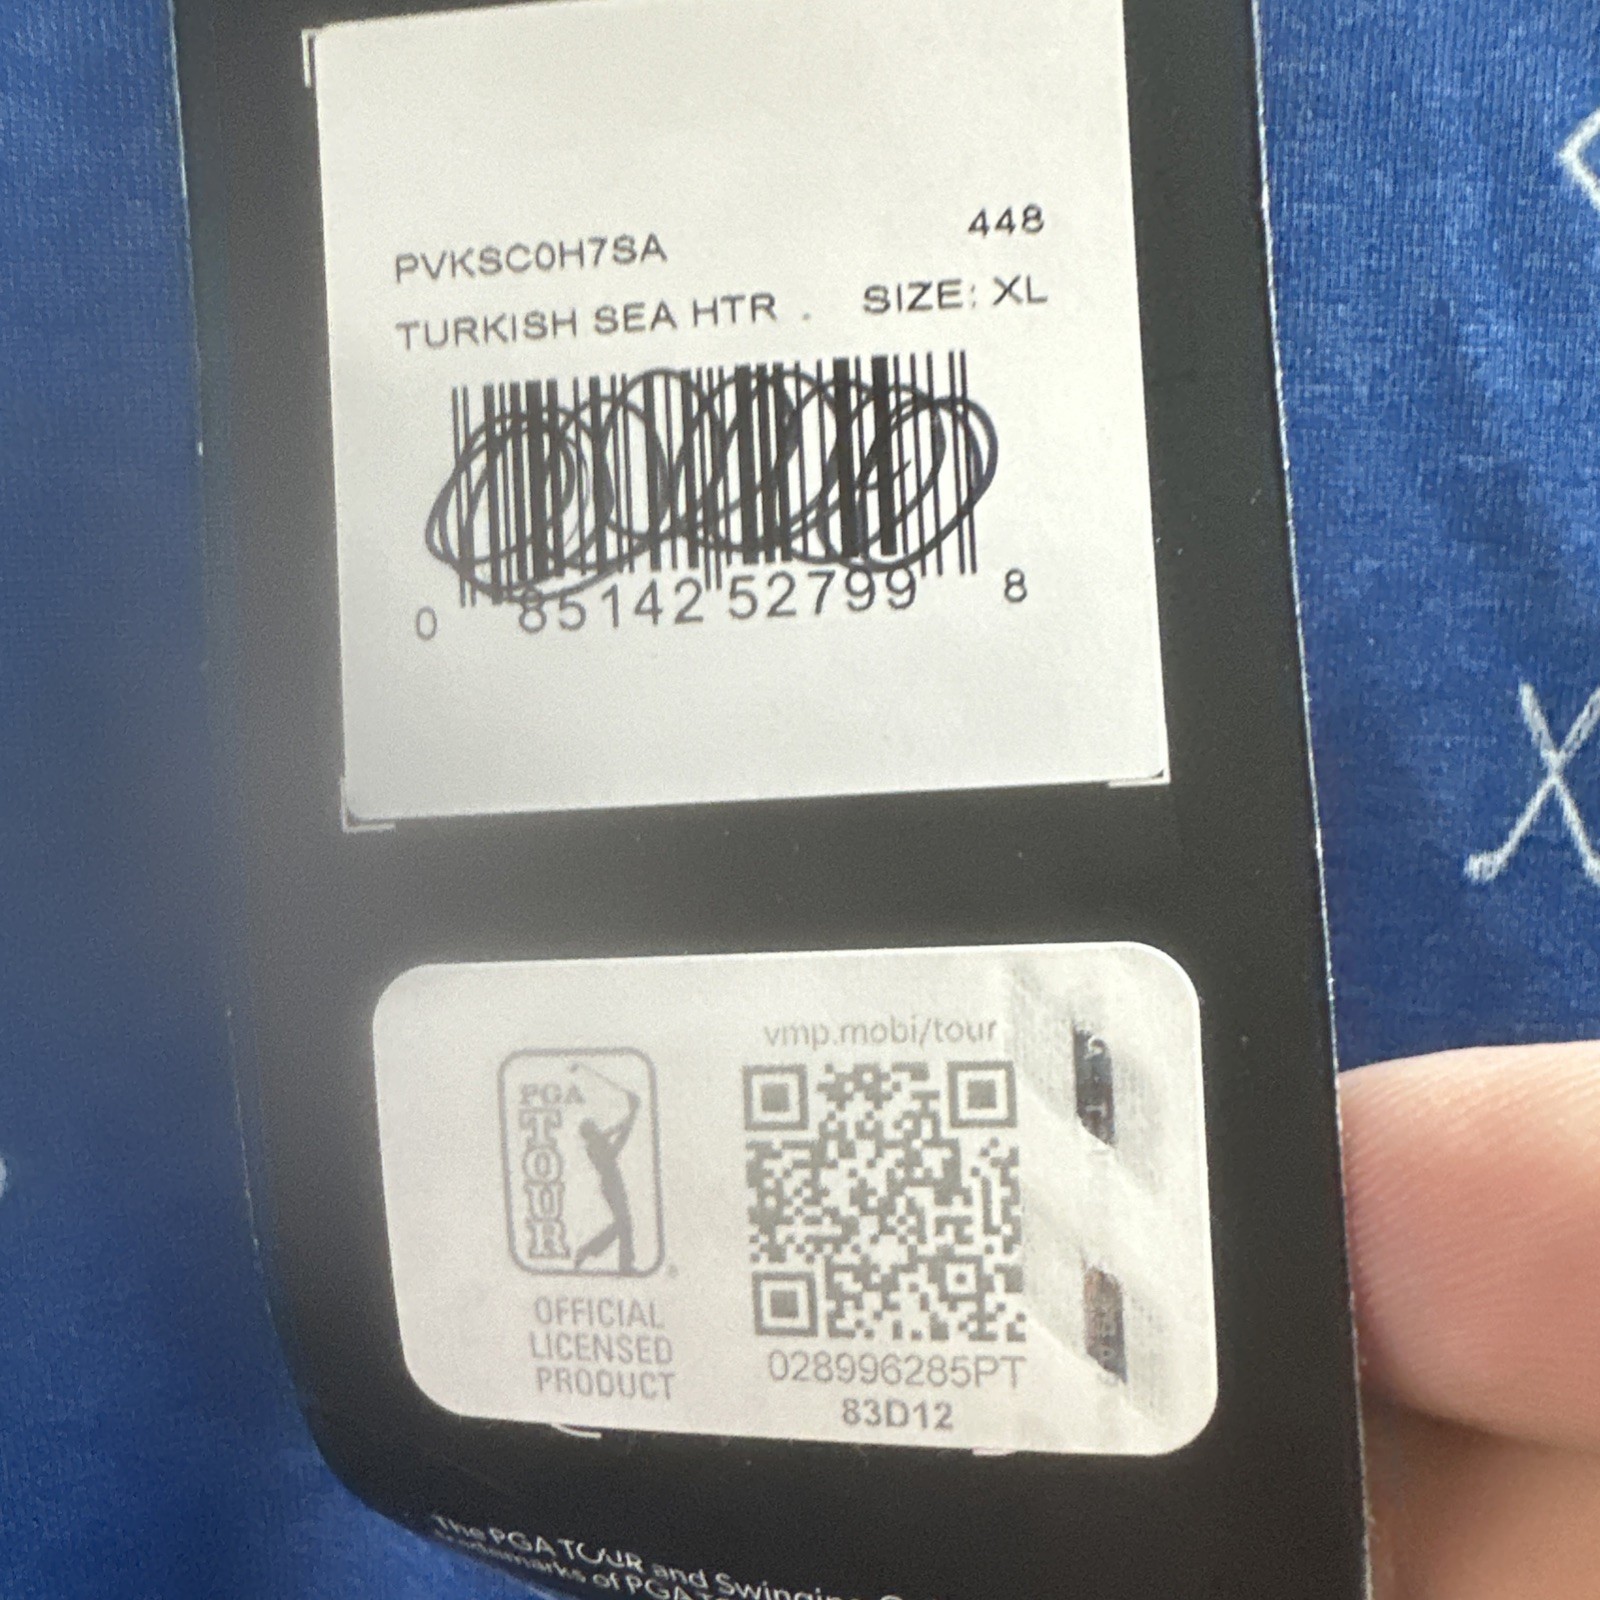 448
PVKSC0H7SA
TURKISH SEA HTR . SIZE: XL
0 85142 52799 8
vmp.mobi/tour
PGA
TOUR
OFFICIAL
LICENSED
PRODUCT
028996285PT
83D12
The PGA TOUR and Swinging
of PGA